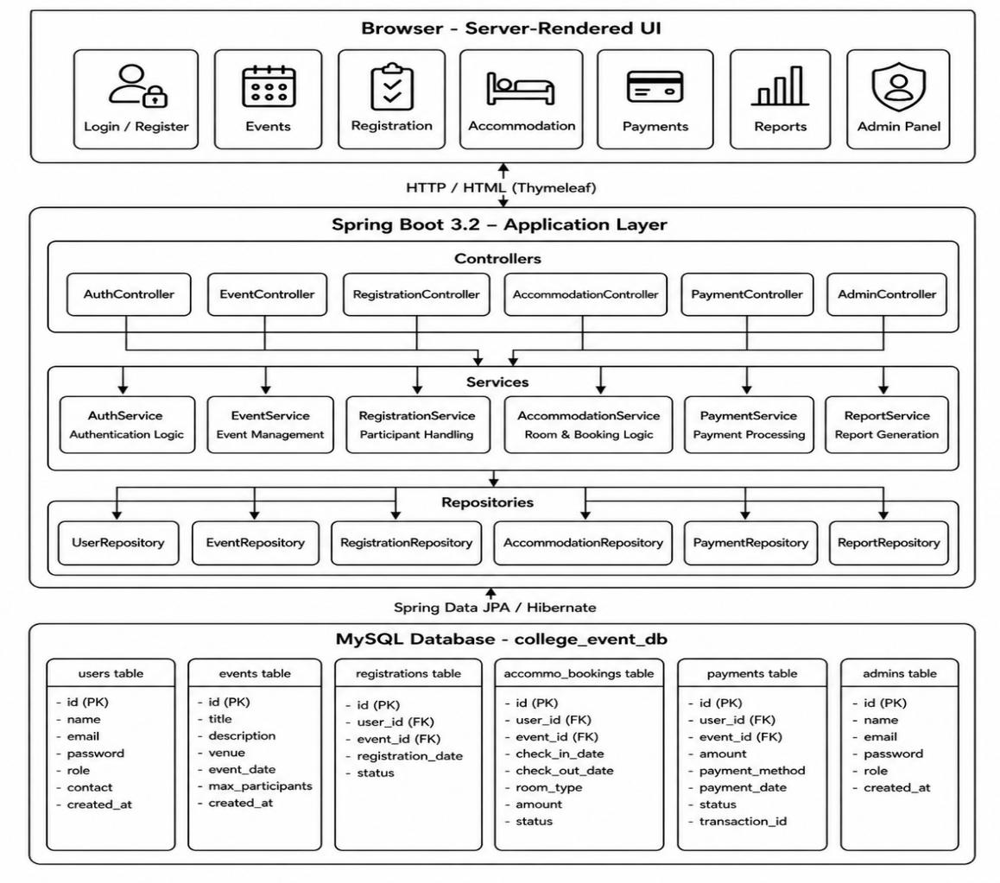 Browser - Server-Rendered UI
Login / Register
Events
Registration
Accommodation
Payments
Reports
Admin Panel
HTTP / HTML (Thymeleaf)
Spring Boot 3.2 – Application Layer
Controllers
AuthController
EventController
RegistrationController
AccommodationController
PaymentController
AdminController
Services
AuthService
Authentication Logic
EventService
Event Management
RegistrationService
Participant Handling
AccommodationService
Room & Booking Logic
PaymentService
Payment Processing
ReportService
Report Generation
Repositories
UserRepository
EventRepository
RegistrationRepository
AccommodationRepository
PaymentRepository
ReportRepository
Spring Data JPA / Hibernate
MySQL Database - college_event_db
users table
- id (PK)
- name
- email
- password
- role
- contact
- created_at
events table
- id (PK)
- title
- description
- venue
- event_date
- max_participants
- created_at
registrations table
- id (PK)
- user_id (FK)
- event_id (FK)
- registration_date
- status
accommo_bookings table
- id (PK)
- user_id (FK)
- event_id (FK)
- check_in_date
- check_out_date
- room_type
- amount
- status
payments table
- id (PK)
- user_id (FK)
- event_id (FK)
- amount
- payment_method
- payment_date
- status
- transaction_id
admins table
- id (PK)
- name
- email
- password
- role
- created_at